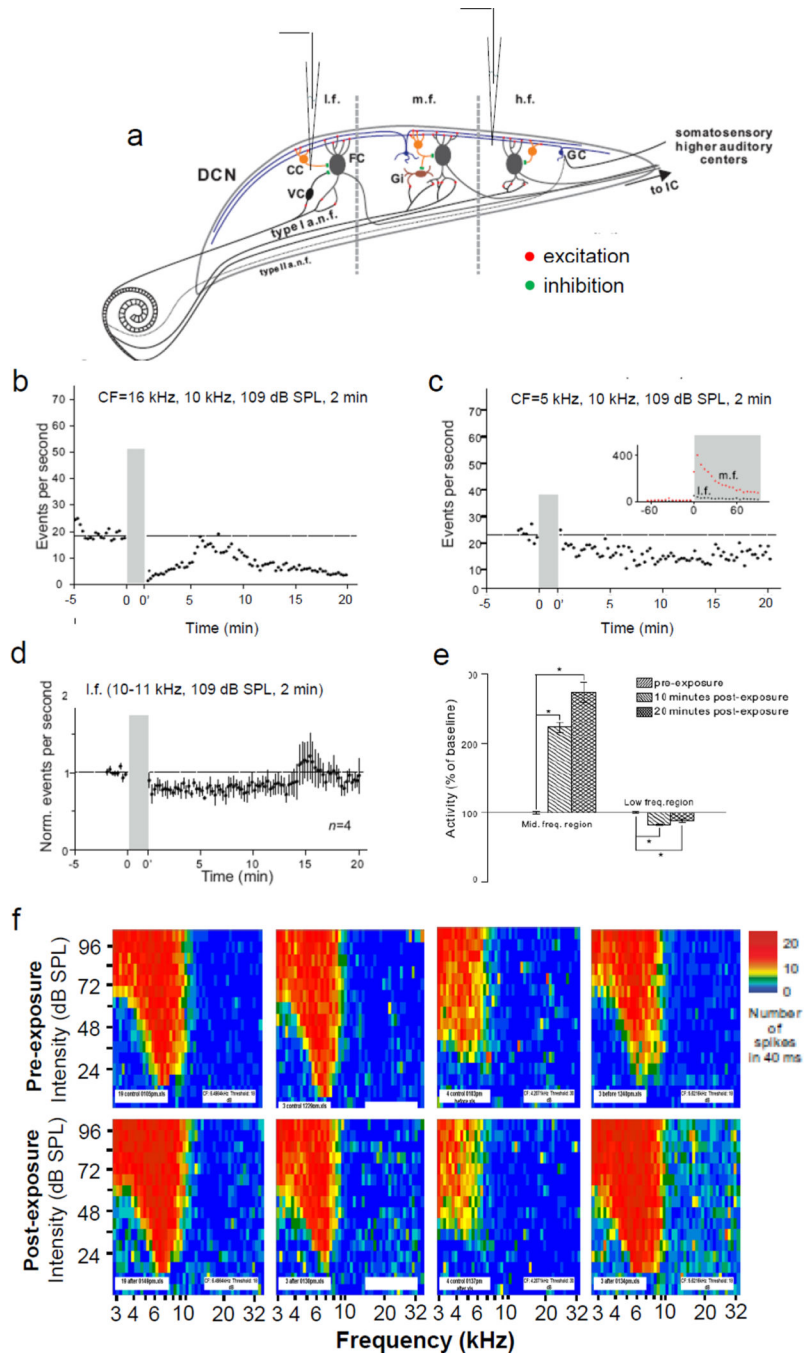 a
l.f.
m.f.
h.f.
DCN
CC
FC
VC
Gi
GC
somatosensory
higher auditory
centers
to IC
type I a.n.f.
type II a.n.f.
excitation
inhibition
b
CF=16 kHz, 10 kHz, 109 dB SPL, 2 min
Events per second
70
60
50
40
30
20
10
0
-5
0
0'
5
10
15
20
Time (min)
c
CF=5 kHz, 10 kHz, 109 dB SPL, 2 min
Events per second
70
60
50
40
30
20
10
0
-5
0
0'
5
10
15
20
Time (min)
400
0
m.f.
l.f.
-60
0
60
d
l.f. (10-11 kHz, 109 dB SPL, 2 min)
Norm. events per second
2
1
0
n=4
-5
0
0'
5
10
15
20
Time (min)
e
Activity (% of baseline)
200
100
0
pre-exposure
10 minutes post-exposure
20 minutes post-exposure
*
*
*
*
Mid. freq. region
Low freq. region
f
Pre-exposure
Intensity (dB SPL)
96
72
48
24
Post-exposure
Intensity (dB SPL)
96
72
48
24
20
10
0
Number
of
spikes
in 40 ms
3 4 6 10 20 32
3 4 6 10 20 32
3 4 6 10 20 32
3 4 6 10 20 32
Frequency (kHz)